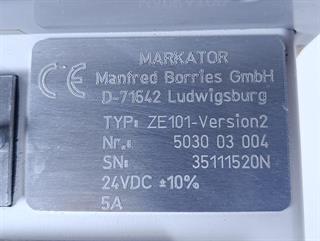 MARKATOR
CE
Manfred Borries GmbH
D-71642 Ludwigsburg
TYP: ZE101-Version2
Nr.: 5030 03 004
SN: 35111520N
24VDC ±10%
5A